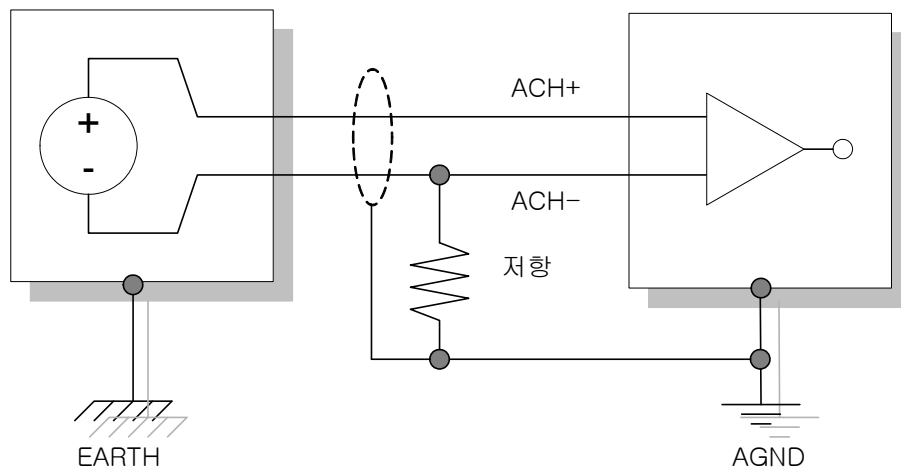 ACH+
+
-
ACH-
저항
EARTH
AGND